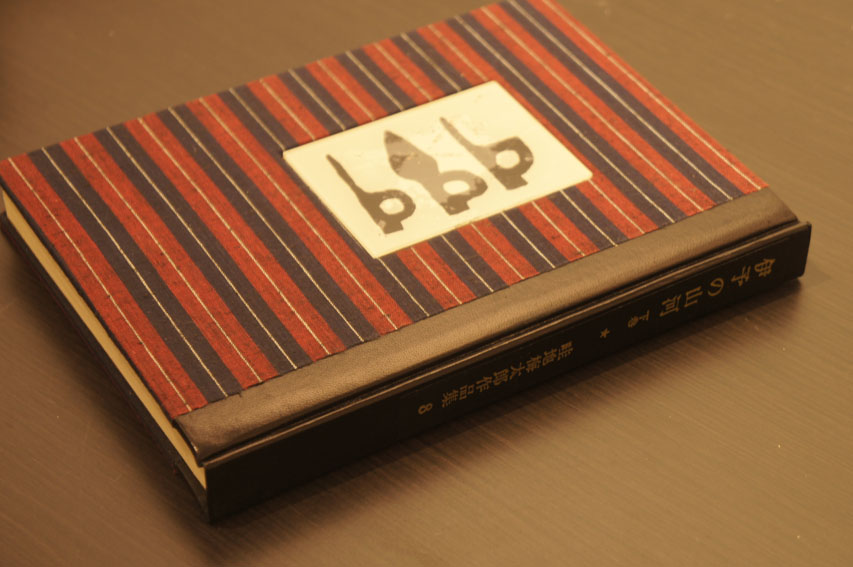 伊予の山河 下巻
★
畦地梅太郎作品集 8